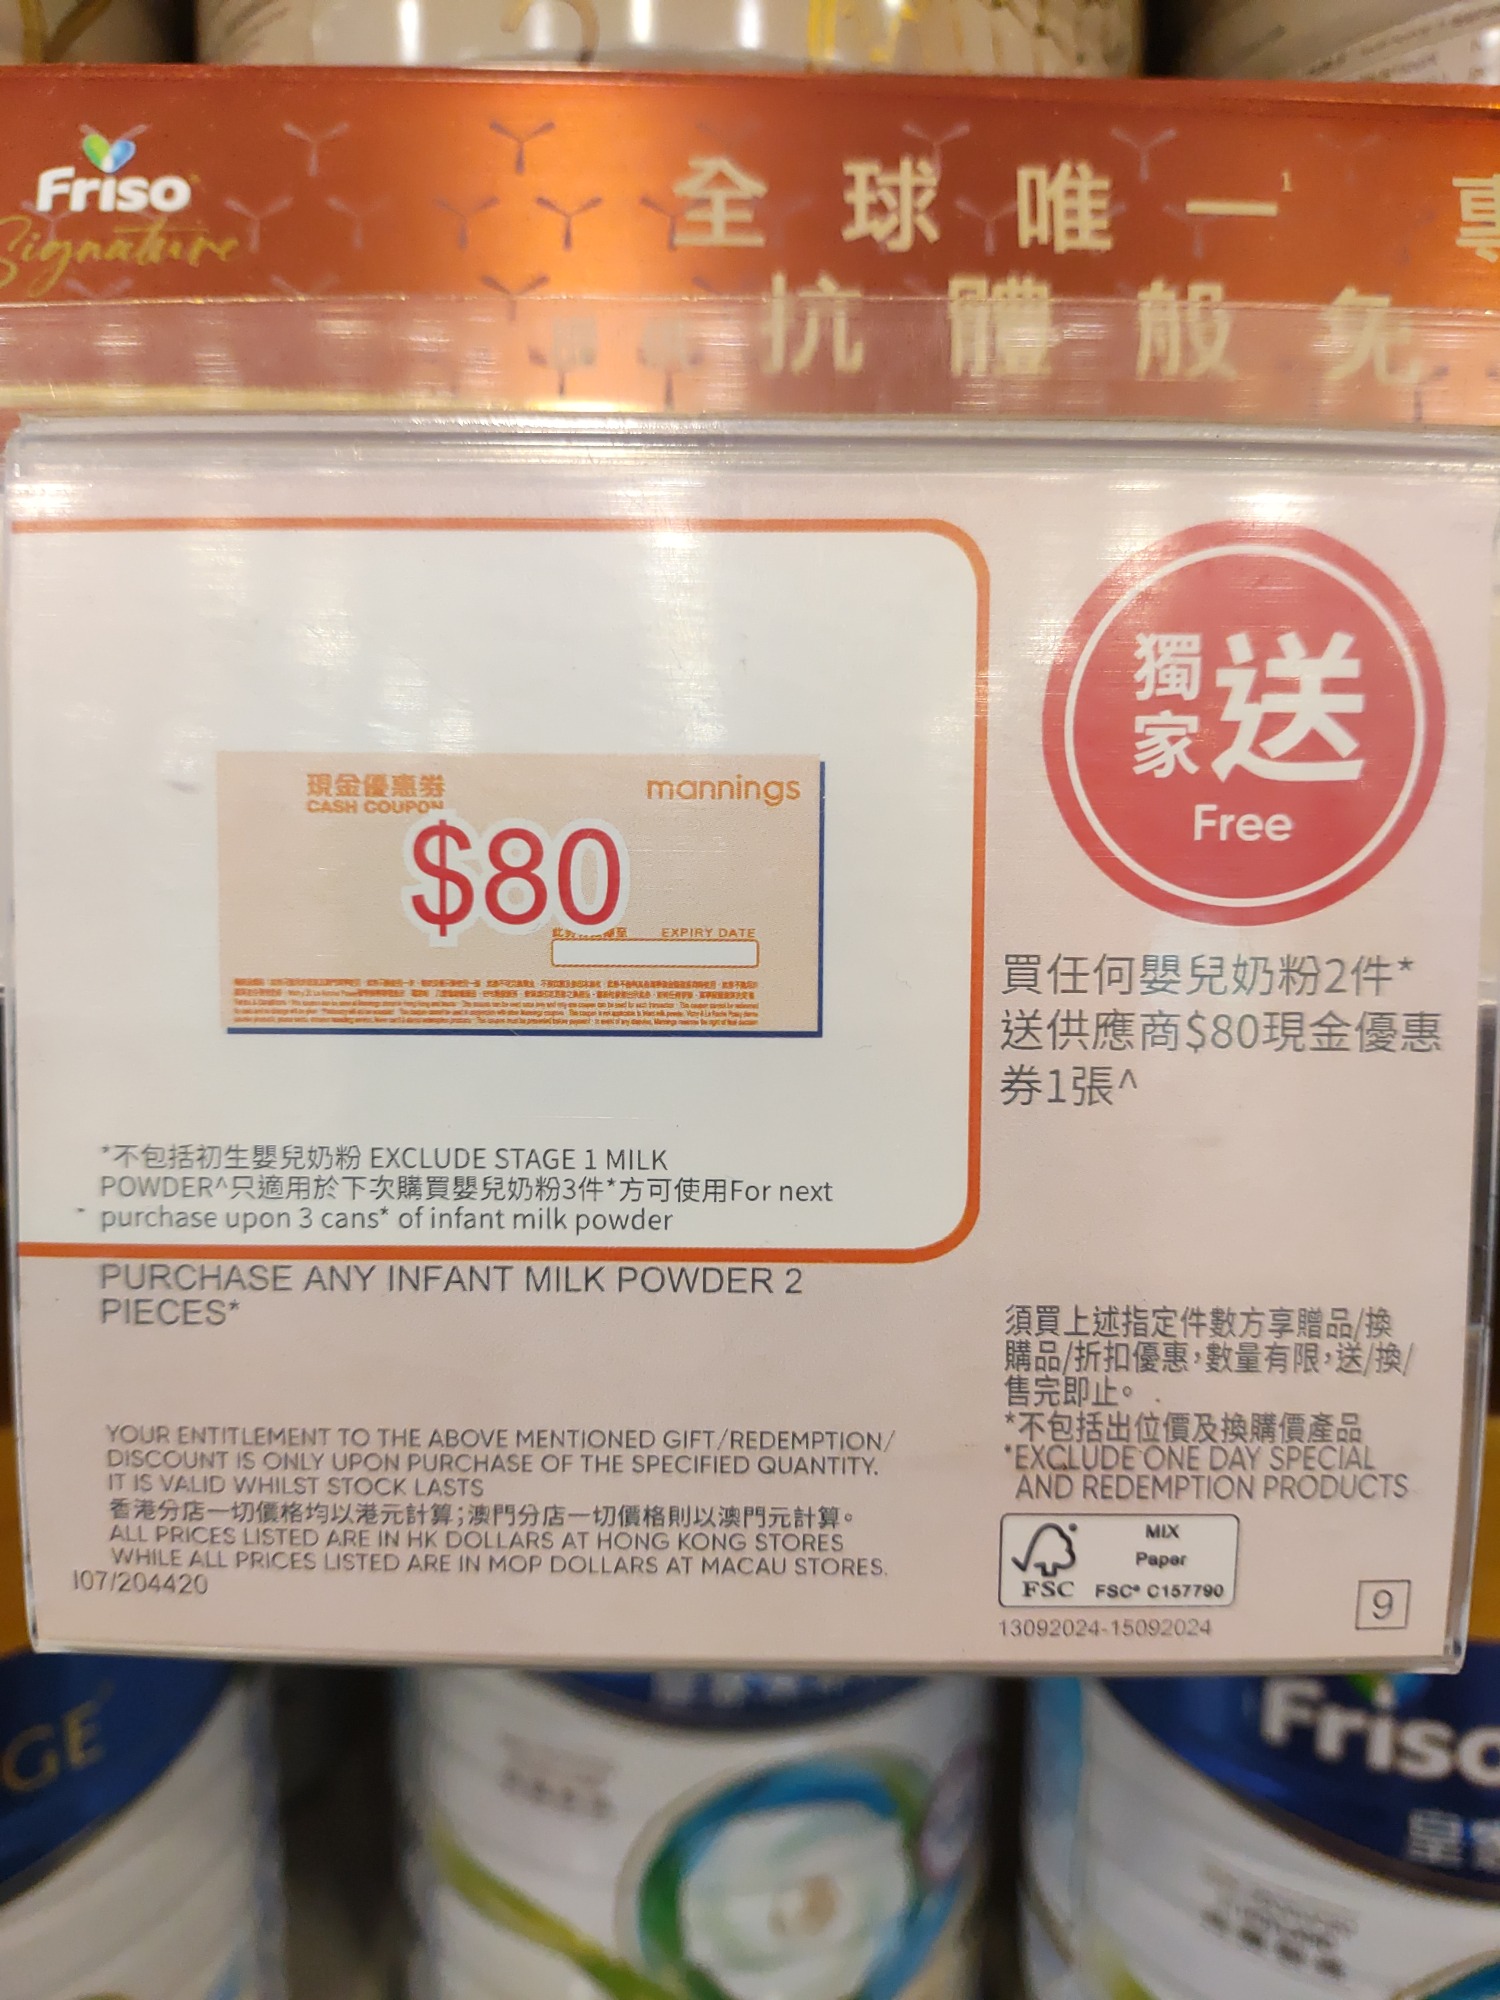 Friso
Signature
全球唯一1
抗體般免
獨家送
Free
現金優惠券
CASH COUPON
mannings
$80
EXPIRY DATE
買任何嬰兒奶粉2件*
送供應商$80現金優惠
券1張^
*不包括初生嬰兒奶粉 EXCLUDE STAGE 1 MILK
POWDER^只適用於下次購買嬰兒奶粉3件*方可使用For next
purchase upon 3 cans* of infant milk powder
PURCHASE ANY INFANT MILK POWDER 2
PIECES*
須買上述指定件數方享贈品/換
購品/折扣優惠，數量有限，送/換/
售完即止。
*不包括出位價及換購價產品
*EXCLUDE ONE DAY SPECIAL
AND REDEMPTION PRODUCTS
YOUR ENTITLEMENT TO THE ABOVE MENTIONED GIFT/REDEMPTION/
DISCOUNT IS ONLY UPON PURCHASE OF THE SPECIFIED QUANTITY.
IT IS VALID WHILST STOCK LASTS
香港分店一切價格均以港元計算；澳門分店一切價格則以澳門元計算。
ALL PRICES LISTED ARE IN HK DOLLARS AT HONG KONG STORES
WHILE ALL PRICES LISTED ARE IN MOP DOLLARS AT MACAU STORES.
I07/204420
FSC
MIX
Paper
FSC® C157790
13092024-15092024
9
GE
Friso